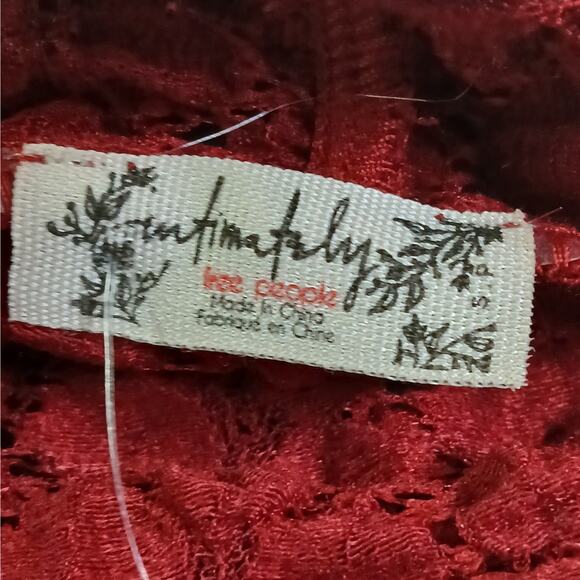 intimately
free people
Made in China
Fabriqué en Chine